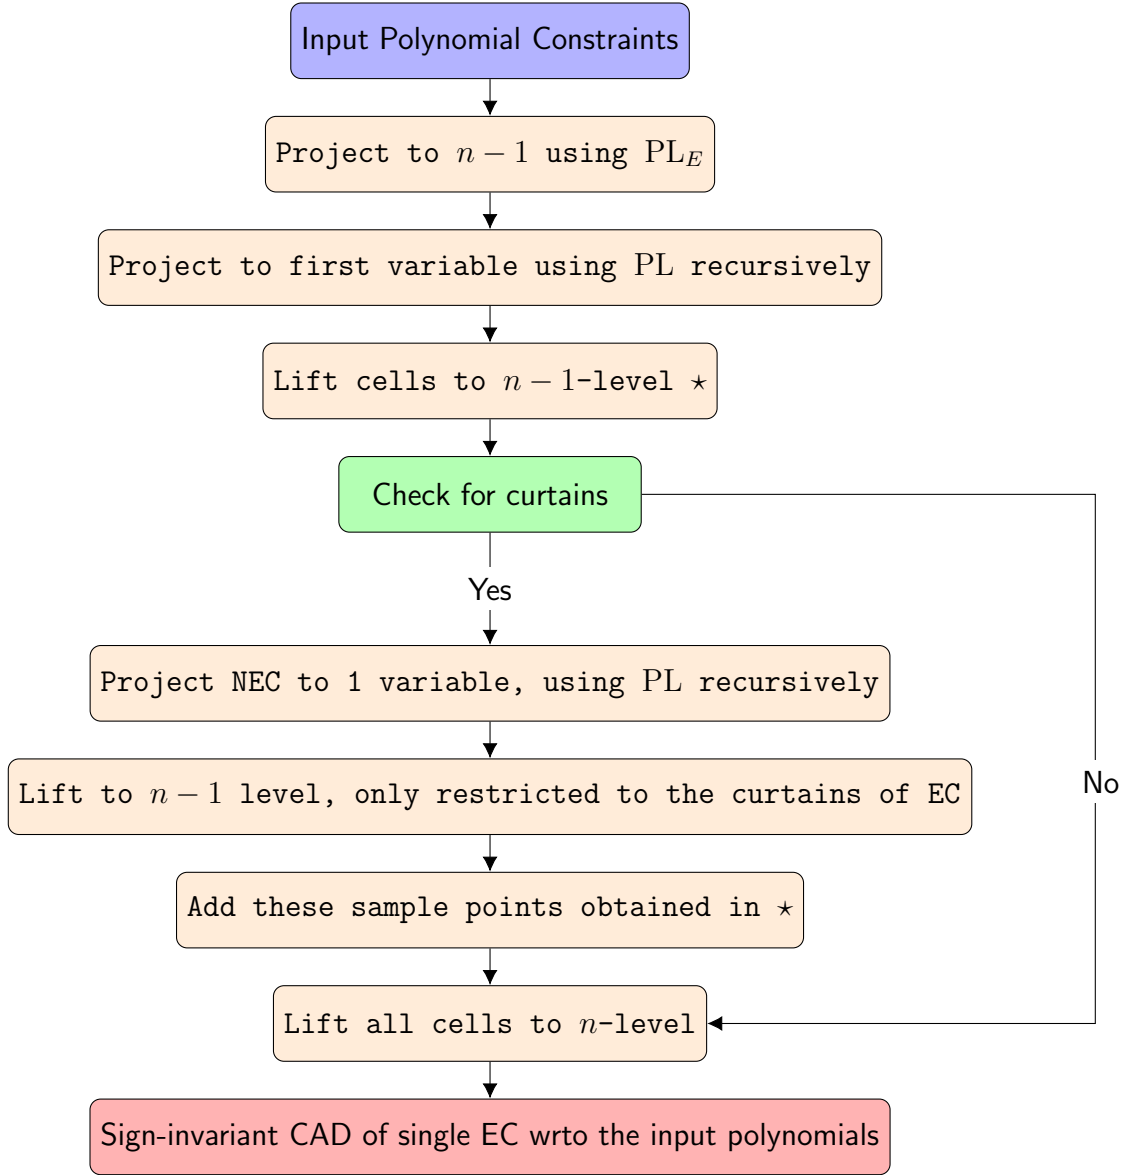 Input Polynomial Constraints
Project to n − 1 using PL_E
Project to first variable using PL recursively
Lift cells to n − 1-level ⋆
Check for curtains
Yes
Project NEC to 1 variable, using PL recursively
No
Lift to n − 1 level, only restricted to the curtains of EC
Add these sample points obtained in ⋆
Lift all cells to n-level
Sign-invariant CAD of single EC wrto the input polynomials